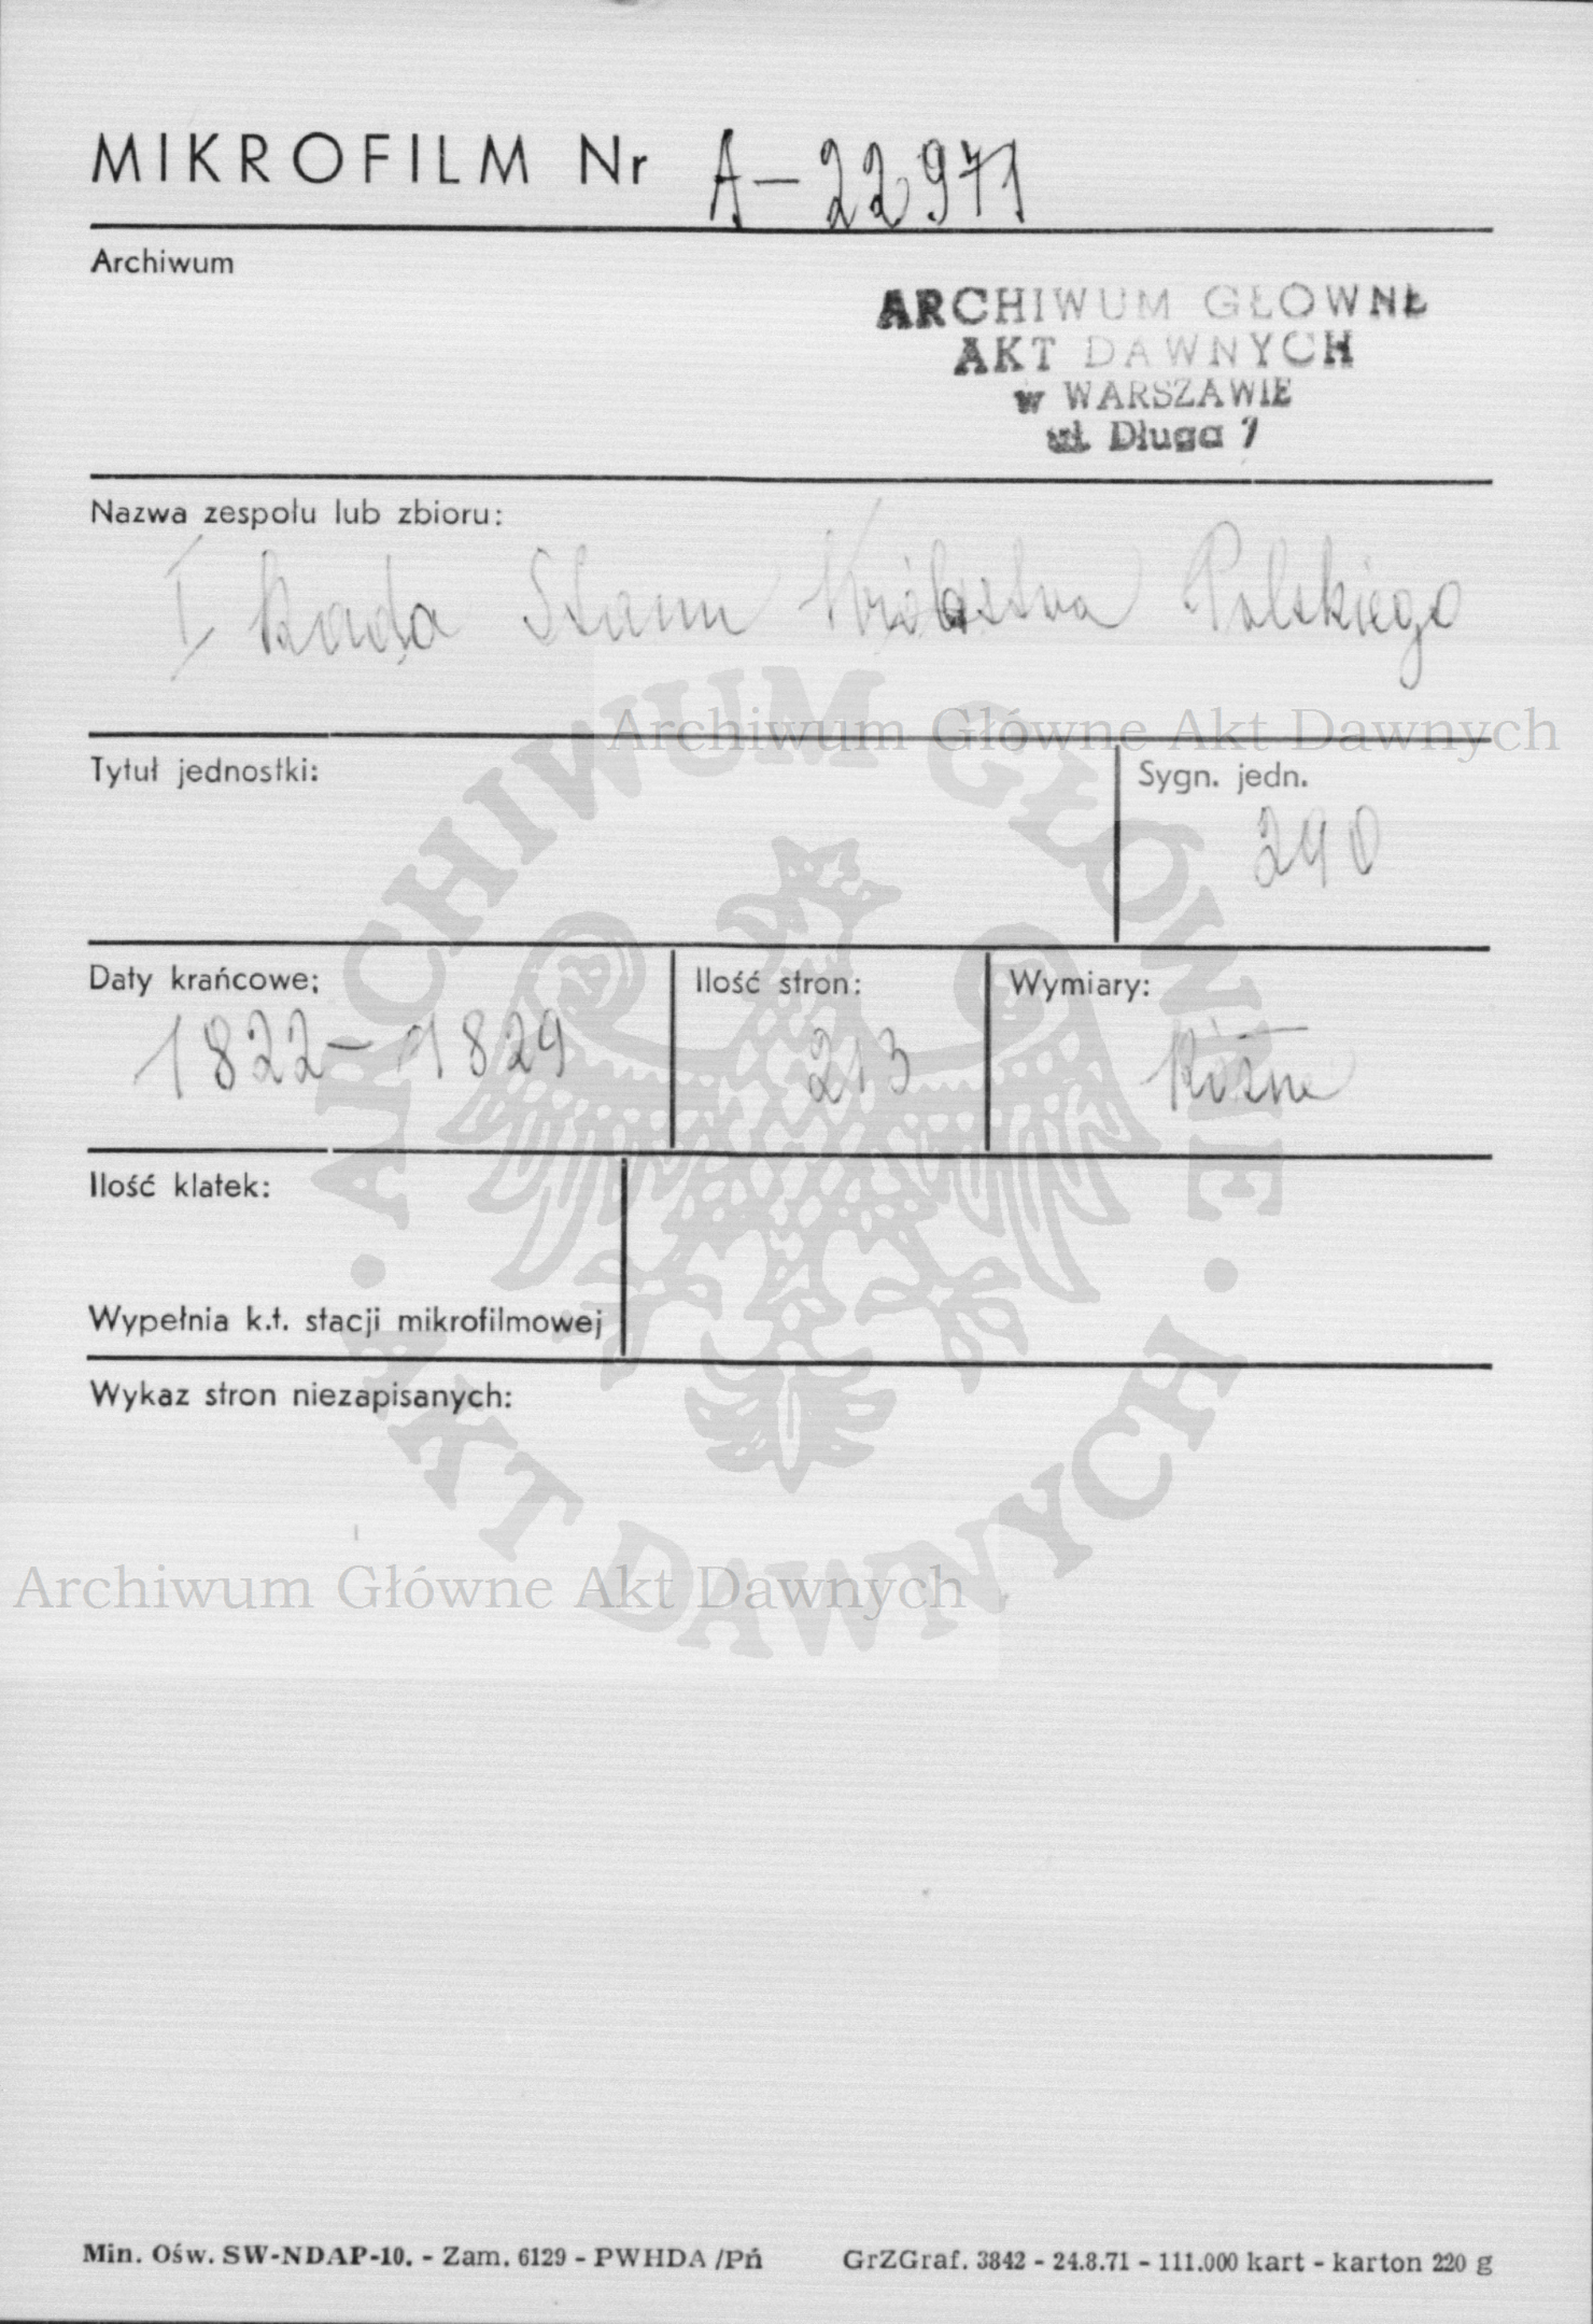 MIKROFILM Nr A-22971
Archiwum
ARCHIWUM GŁOWNE
AKT DAWNYCH
w WARSZAWIE
ul. Długa 7
Nazwa zespołu lub zbioru:
I Rada Stanu Królestwa Polskiego
Archiwum Główne Akt Dawnych
Tytuł jednostki:
Sygn. jedn.
290
Daty krańcowe:
1822-1829
Ilość stron:
213
Wymiary:
Różne
Ilość klatek:
Wypełnia k.t. stacji mikrofilmowej
Wykaz stron niezapisanych:
ARCHIWUM GŁÓWNE
AKT DAWNYCH
Archiwum Główne Akt Dawnych
Min. Ośw. SW-NDAP-10. - Zam. 6129 - PWHDA /Pń
GrZGraf. 3842 - 24.8.71 - 111.000 kart - karton 220 g